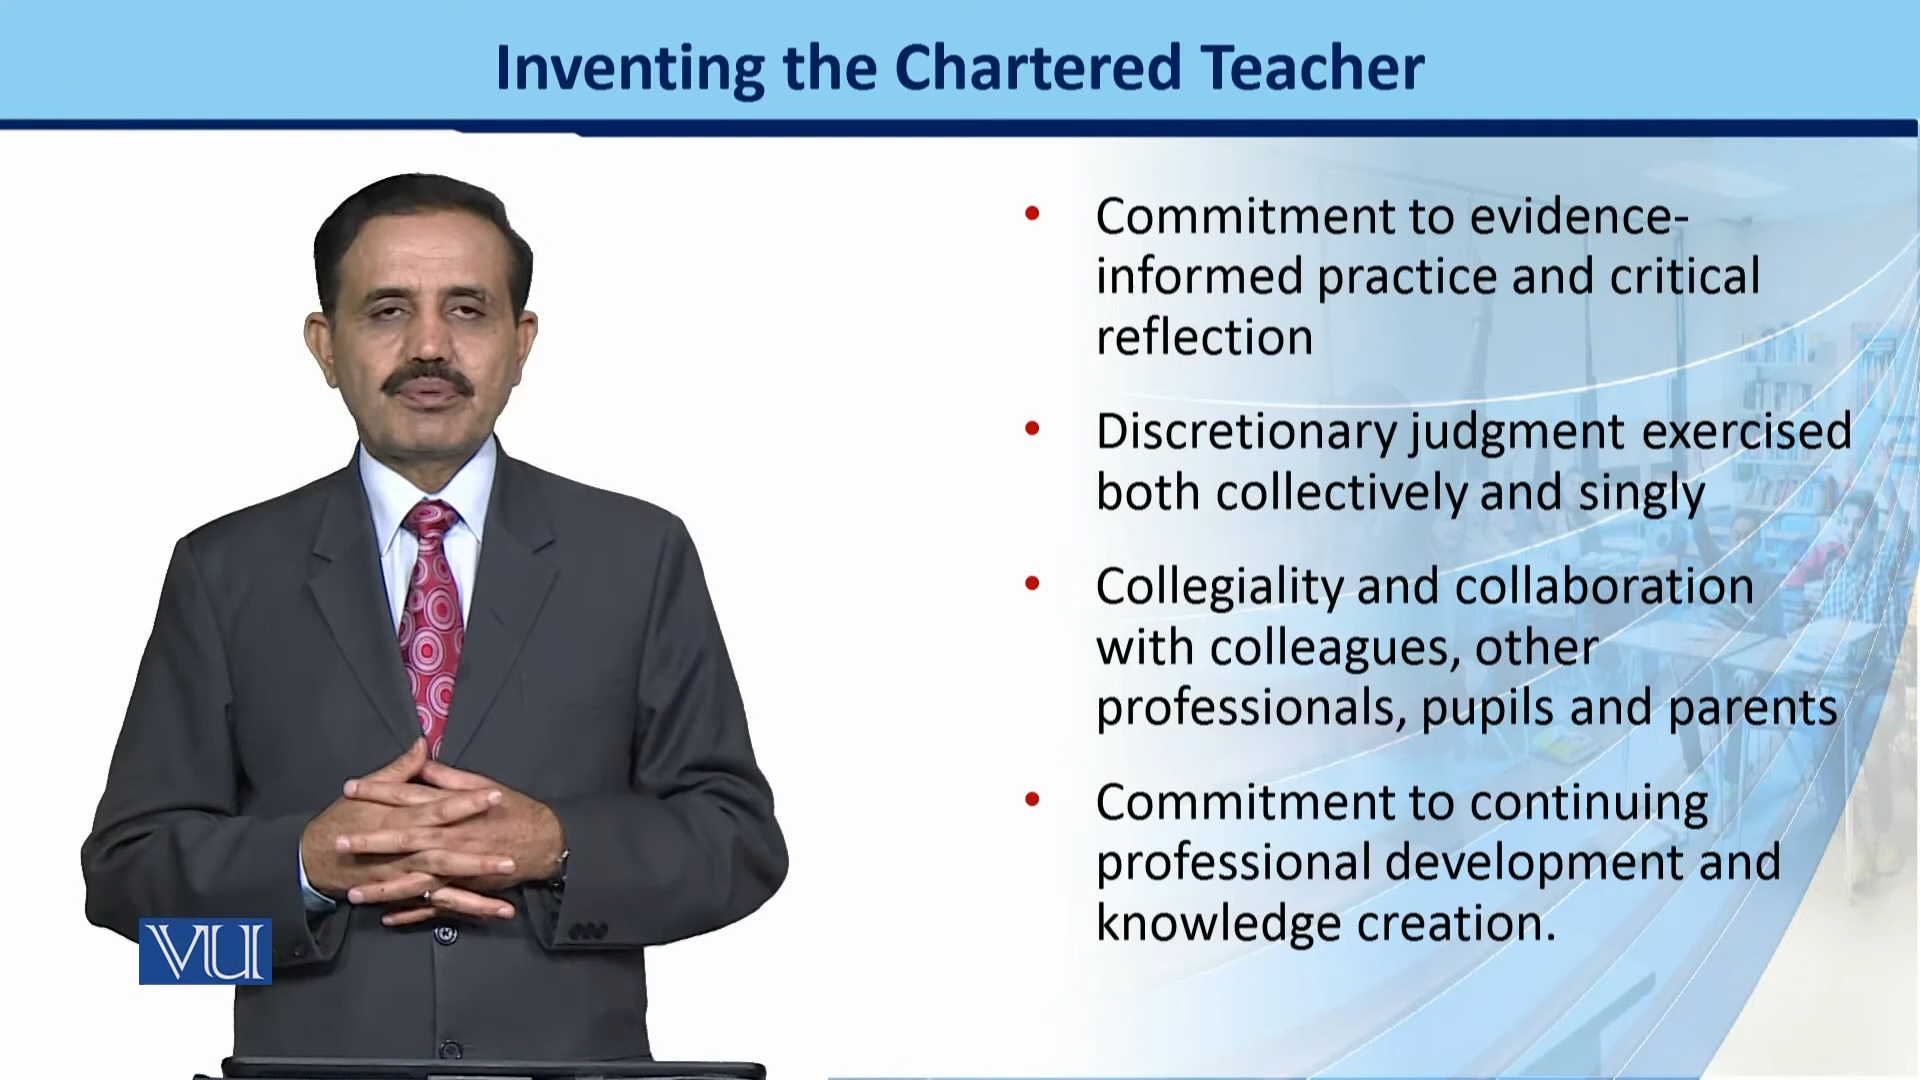 Inventing the Chartered Teacher
• Commitment to evidence-
informed practice and critical
reflection
• Discretionary judgment exercised
both collectively and singly
• Collegiality and collaboration
with colleagues, other
professionals, pupils and parents
• Commitment to continuing
professional development and
knowledge creation.
VU